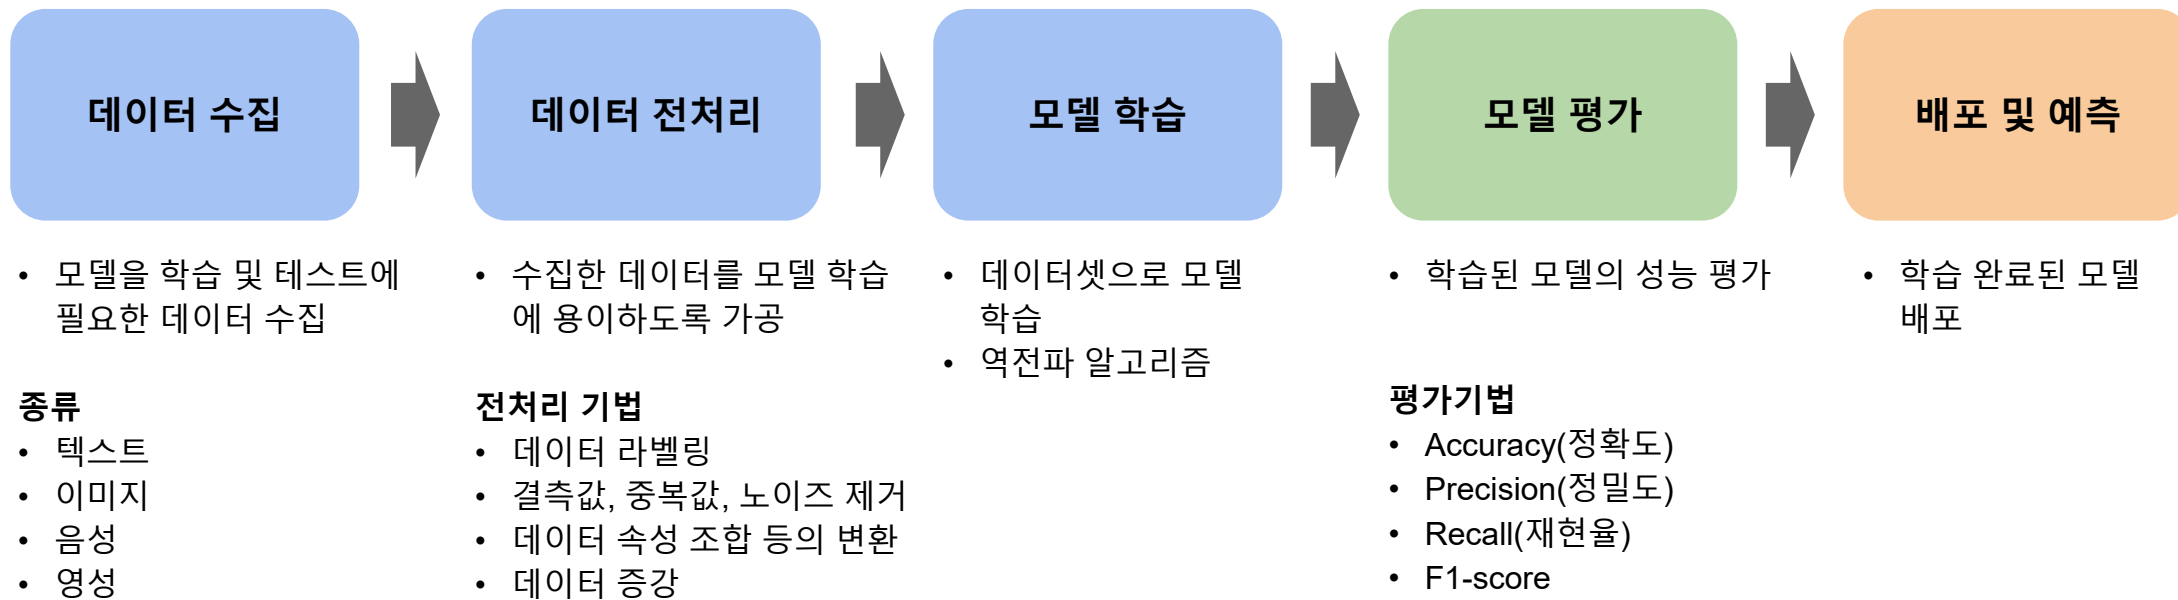 데이터 수집
데이터 전처리
모델 학습
모델 평가
배포 및 예측
• 모델을 학습 및 테스트에
필요한 데이터 수집
종류
• 텍스트
• 이미지
• 음성
• 영성
• 수집한 데이터를 모델 학습
에 용이하도록 가공
전처리 기법
• 데이터 라벨링
• 결측값, 중복값, 노이즈 제거
• 데이터 속성 조합 등의 변환
• 데이터 증강
• 데이터셋으로 모델
학습
• 역전파 알고리즘
• 학습된 모델의 성능 평가
평가기법
• Accuracy(정확도)
• Precision(정밀도)
• Recall(재현율)
• F1-score
• 학습 완료된 모델
배포